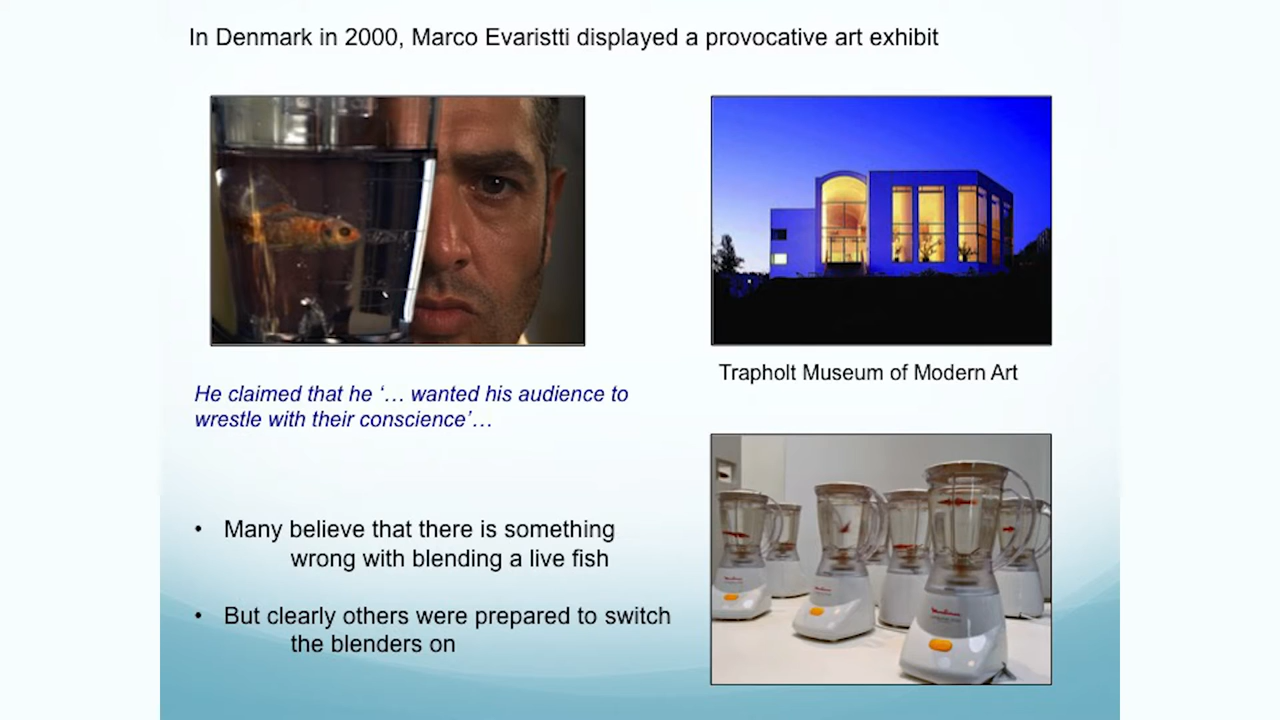 In Denmark in 2000, Marco Evaristti displayed a provocative art exhibit
He claimed that he ‘… wanted his audience to
wrestle with their conscience’…
Trapholt Museum of Modern Art
• Many believe that there is something
wrong with blending a live fish
• But clearly others were prepared to switch
the blenders on